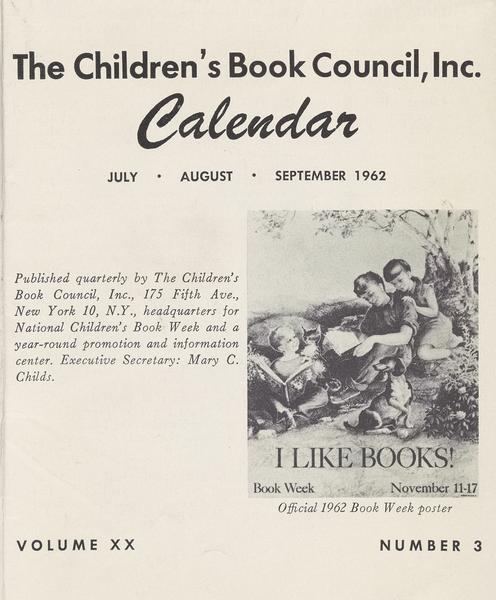 The Children's Book Council, Inc.
Calendar
JULY • AUGUST • SEPTEMBER 1962
Published quarterly by The Children's
Book Council, Inc., 175 Fifth Ave.,
New York 10, N.Y., headquarters for
National Children's Book Week and a
year-round promotion and information
center. Executive Secretary: Mary C.
Childs.
I LIKE BOOKS!
Book Week November 11-17
Official 1962 Book Week poster
VOLUME XX NUMBER 3